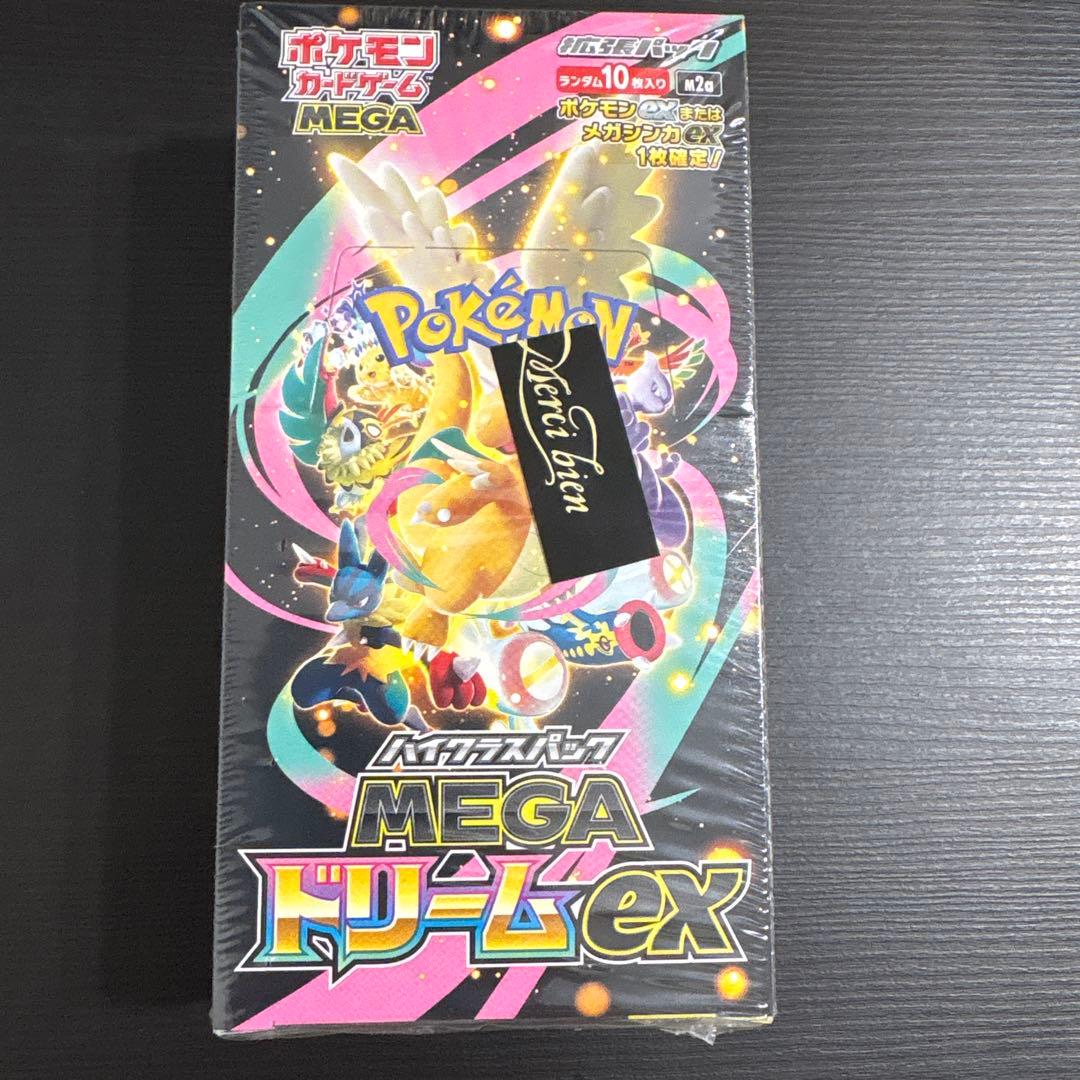 ポケモン
カードゲーム
MEGA
拡張パック
ランダム10枚入り M2a
ポケモンexまたは
メガシンカex
1枚確定!
POKÉMON
Merci bien
ハイクラスパック
MEGA
ドリームex